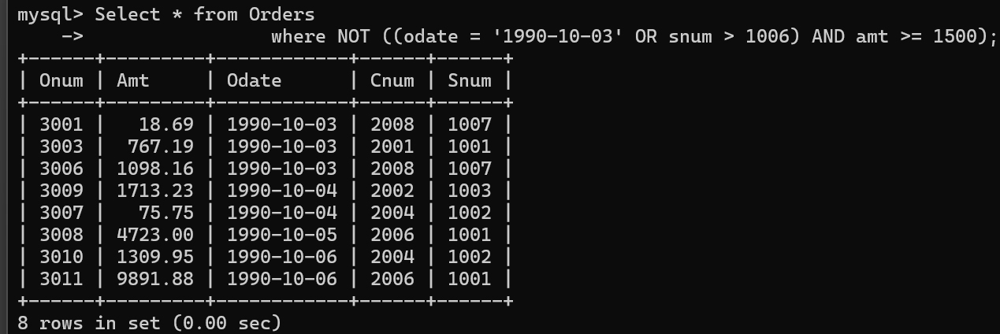 mysql> Select * from Orders
    ->                 where NOT ((odate = '1990-10-03' OR snum > 1006) AND amt >= 1500);
+------+---------+------------+------+------+
| Onum | Amt     | Odate      | Cnum | Snum |
+------+---------+------------+------+------+
| 3001 |   18.69 | 1990-10-03 | 2008 | 1007 |
| 3003 |  767.19 | 1990-10-03 | 2001 | 1001 |
| 3006 | 1098.16 | 1990-10-03 | 2008 | 1007 |
| 3009 | 1713.23 | 1990-10-04 | 2002 | 1003 |
| 3007 |   75.75 | 1990-10-04 | 2004 | 1002 |
| 3008 | 4723.00 | 1990-10-05 | 2006 | 1001 |
| 3010 | 1309.95 | 1990-10-06 | 2004 | 1002 |
| 3011 | 9891.88 | 1990-10-06 | 2006 | 1001 |
+------+---------+------------+------+------+
8 rows in set (0.00 sec)